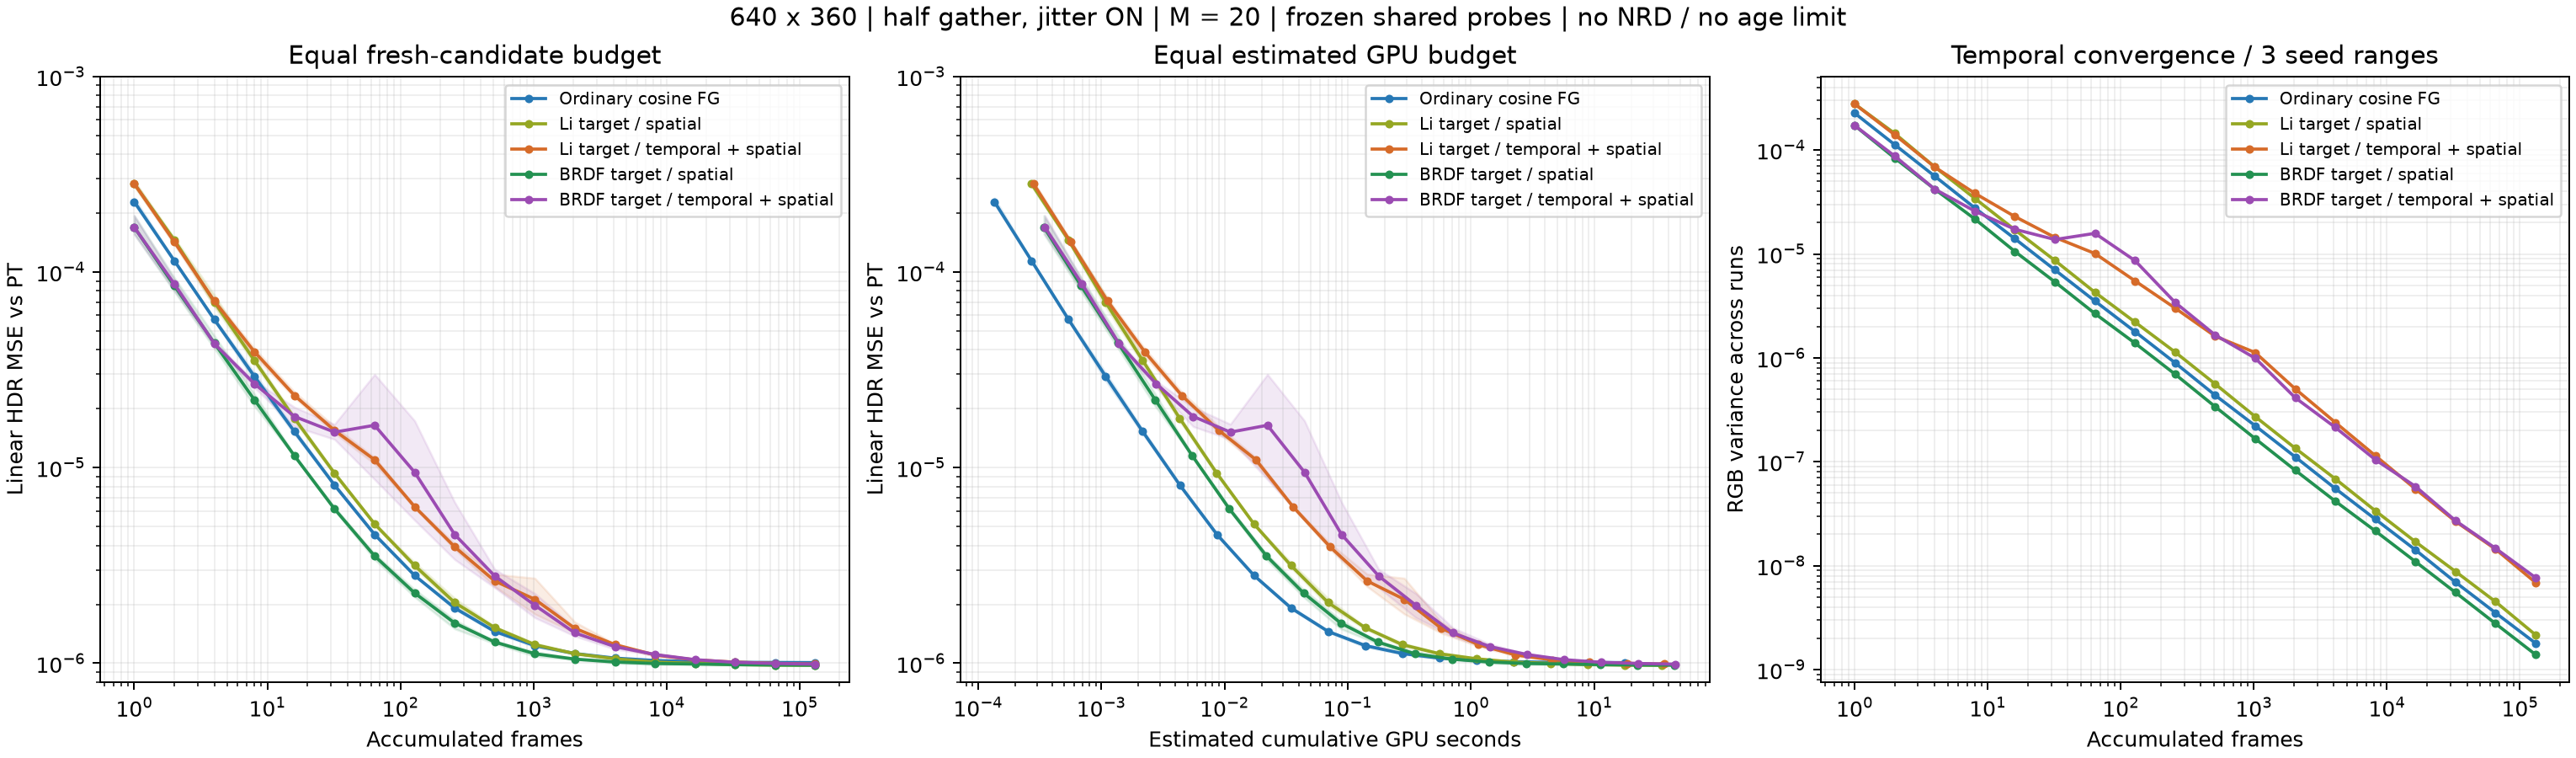 640 x 360 | half gather, jitter ON | M = 20 | frozen shared probes | no NRD / no age limit
Equal fresh-candidate budget
Linear HDR MSE vs PT
10⁻³
10⁻⁴
10⁻⁵
10⁻⁶
Ordinary cosine FG
Li target / spatial
Li target / temporal + spatial
BRDF target / spatial
BRDF target / temporal + spatial
10⁰ 10¹ 10² 10³ 10⁴ 10⁵
Accumulated frames
Equal estimated GPU budget
Linear HDR MSE vs PT
10⁻³
10⁻⁴
10⁻⁵
10⁻⁶
Ordinary cosine FG
Li target / spatial
Li target / temporal + spatial
BRDF target / spatial
BRDF target / temporal + spatial
10⁻⁴ 10⁻³ 10⁻² 10⁻¹ 10⁰ 10¹
Estimated cumulative GPU seconds
Temporal convergence / 3 seed ranges
RGB variance across runs
10⁻⁴
10⁻⁵
10⁻⁶
10⁻⁷
10⁻⁸
10⁻⁹
Ordinary cosine FG
Li target / spatial
Li target / temporal + spatial
BRDF target / spatial
BRDF target / temporal + spatial
10⁰ 10¹ 10² 10³ 10⁴ 10⁵
Accumulated frames